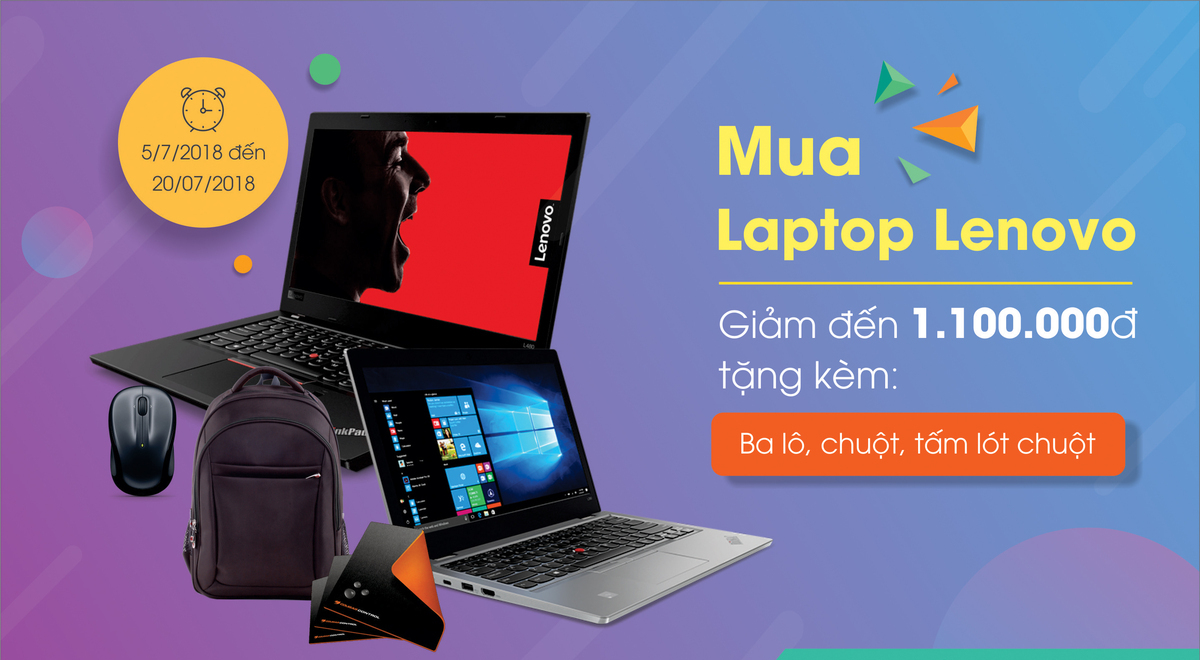 5/7/2018 đến
20/07/2018
Mua
Laptop Lenovo
Giảm đến 1.100.000đ
tặng kèm:
Ba lô, chuột, tấm lót chuột
Lenovo
L480